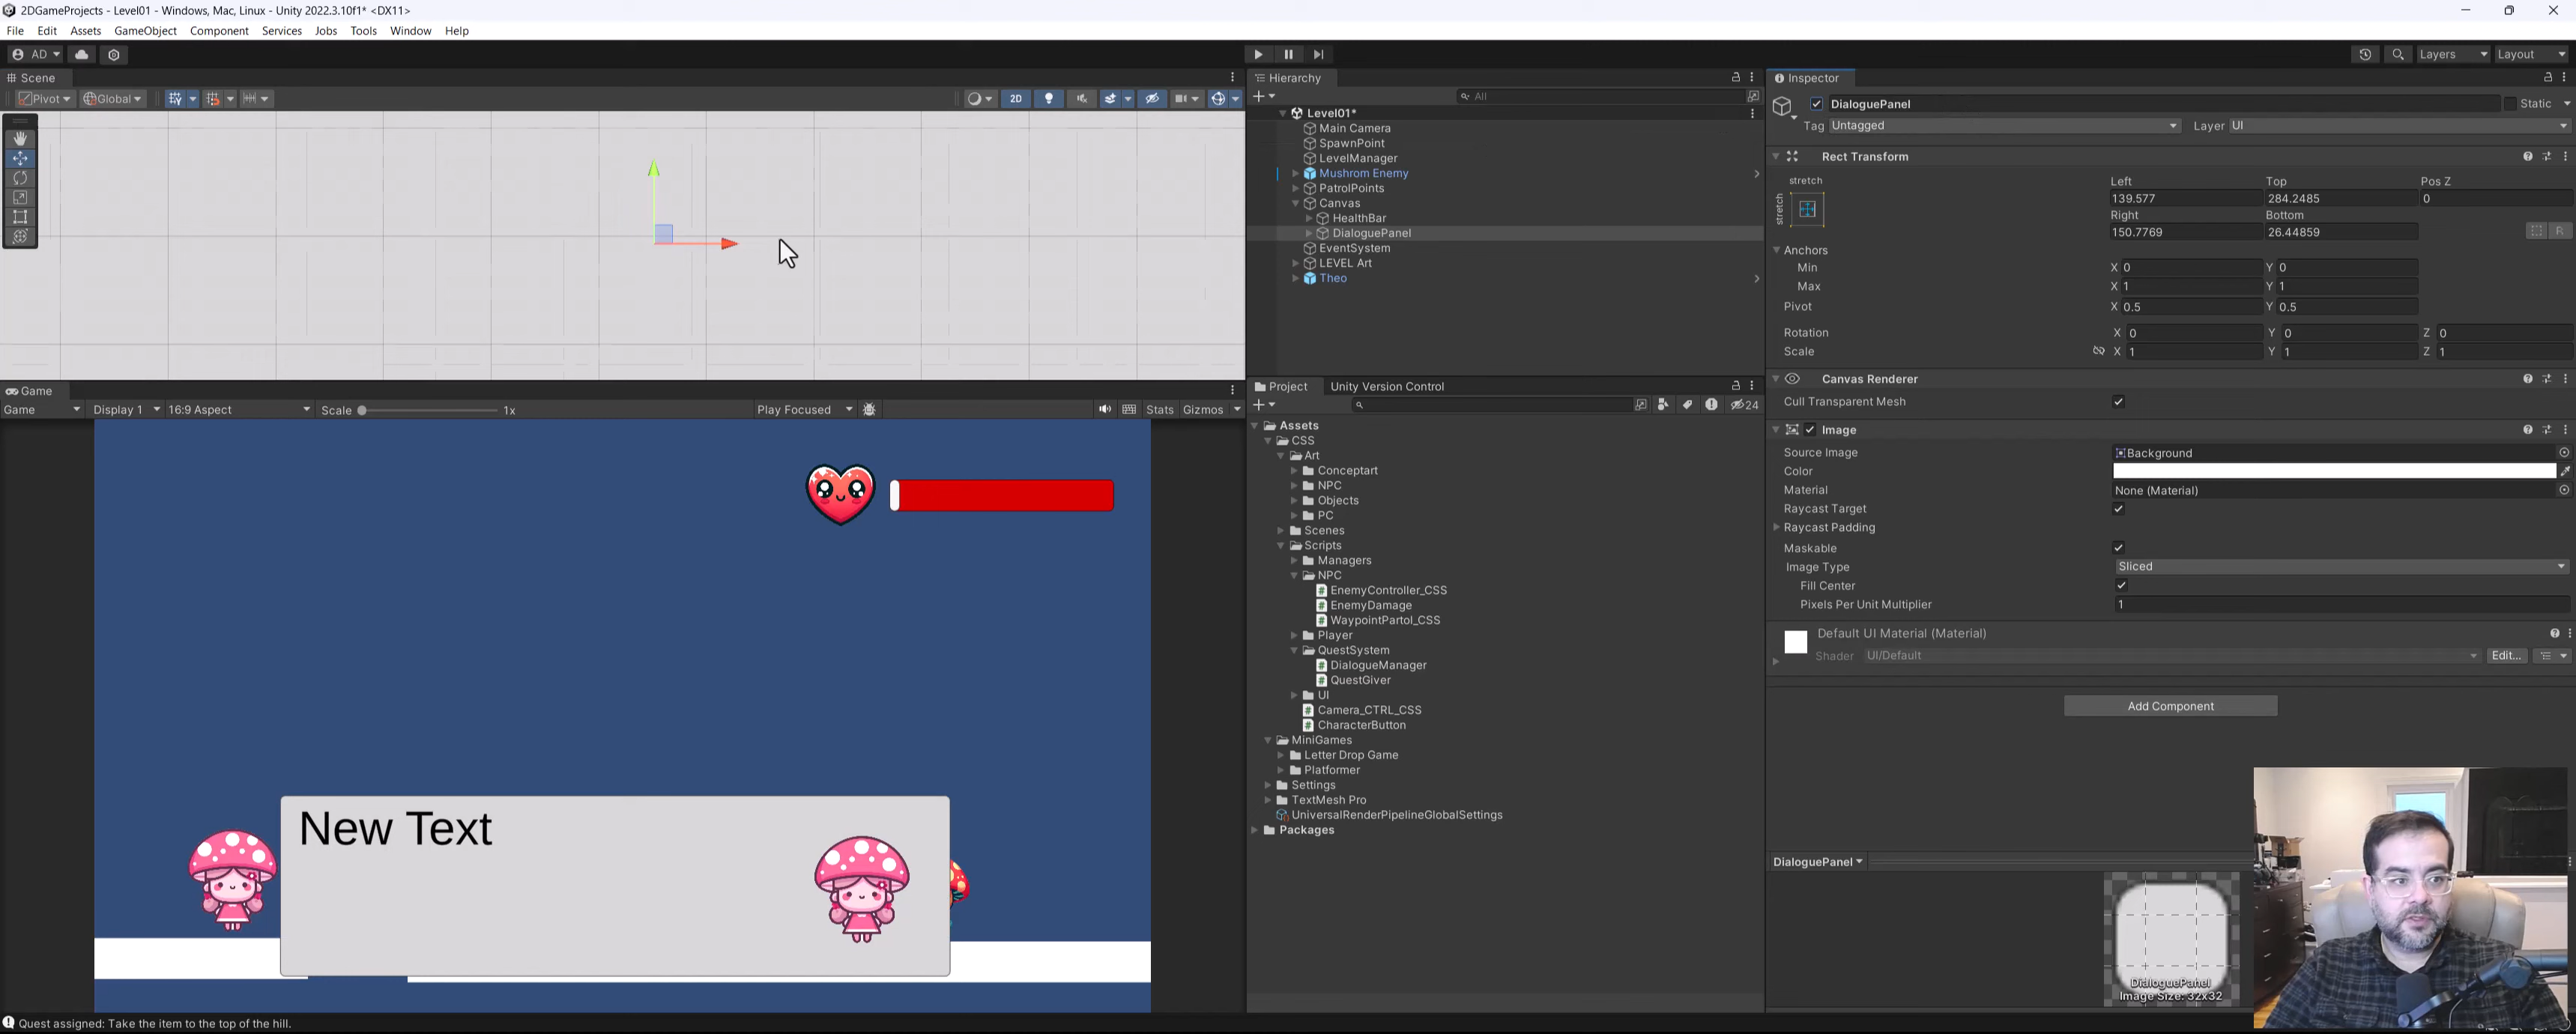 2DGameProjects - Level01 - Windows, Mac, Linux - Unity 2022.3.10f1* <DX11>
File Edit Assets GameObject Component Services Jobs Tools Window Help
AD
Layers Layout
Scene
Pivot Global 2D
Game
Game Display 1 16:9 Aspect Scale 1x Play Focused Stats Gizmos
New Text
Quest assigned: Take the item to the top of the hill.
Hierarchy
All
Level01*
Main Camera
SpawnPoint
LevelManager
Mushrom Enemy
PatrolPoints
Canvas
HealthBar
DialoguePanel
EventSystem
LEVEL Art
Theo
Project Unity Version Control
24
Assets
CSS
Art
Conceptart
NPC
Objects
PC
Scenes
Scripts
Managers
NPC
EnemyController_CSS
EnemyDamage
WaypointPartol_CSS
Player
QuestSystem
DialogueManager
QuestGiver
UI
Camera_CTRL_CSS
CharacterButton
MiniGames
Letter Drop Game
Platformer
Settings
TextMesh Pro
UniversalRenderPipelineGlobalSettings
Packages
Inspector
DialoguePanel Static
Tag Untagged Layer UI
Rect Transform
stretch
stretch
Left Top Pos Z
139.577 284.2485 0
Right Bottom
150.7769 26.44859 R
Anchors
Min X 0 Y 0
Max X 1 Y 1
Pivot X 0.5 Y 0.5
Rotation X 0 Y 0 Z 0
Scale X 1 Y 1 Z 1
Canvas Renderer
Cull Transparent Mesh
Image
Source Image Background
Color
Material None (Material)
Raycast Target
Raycast Padding
Maskable
Image Type Sliced
Fill Center
Pixels Per Unit Multiplier 1
Default UI Material (Material)
Shader UI/Default Edit...
Add Component
DialoguePanel
DialoguePanel
Image Size: 32x32